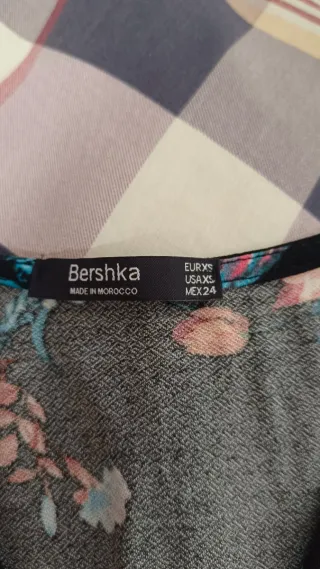 Bershka
MADE IN MOROCCO
EUR XS
USA XS
MEX 24